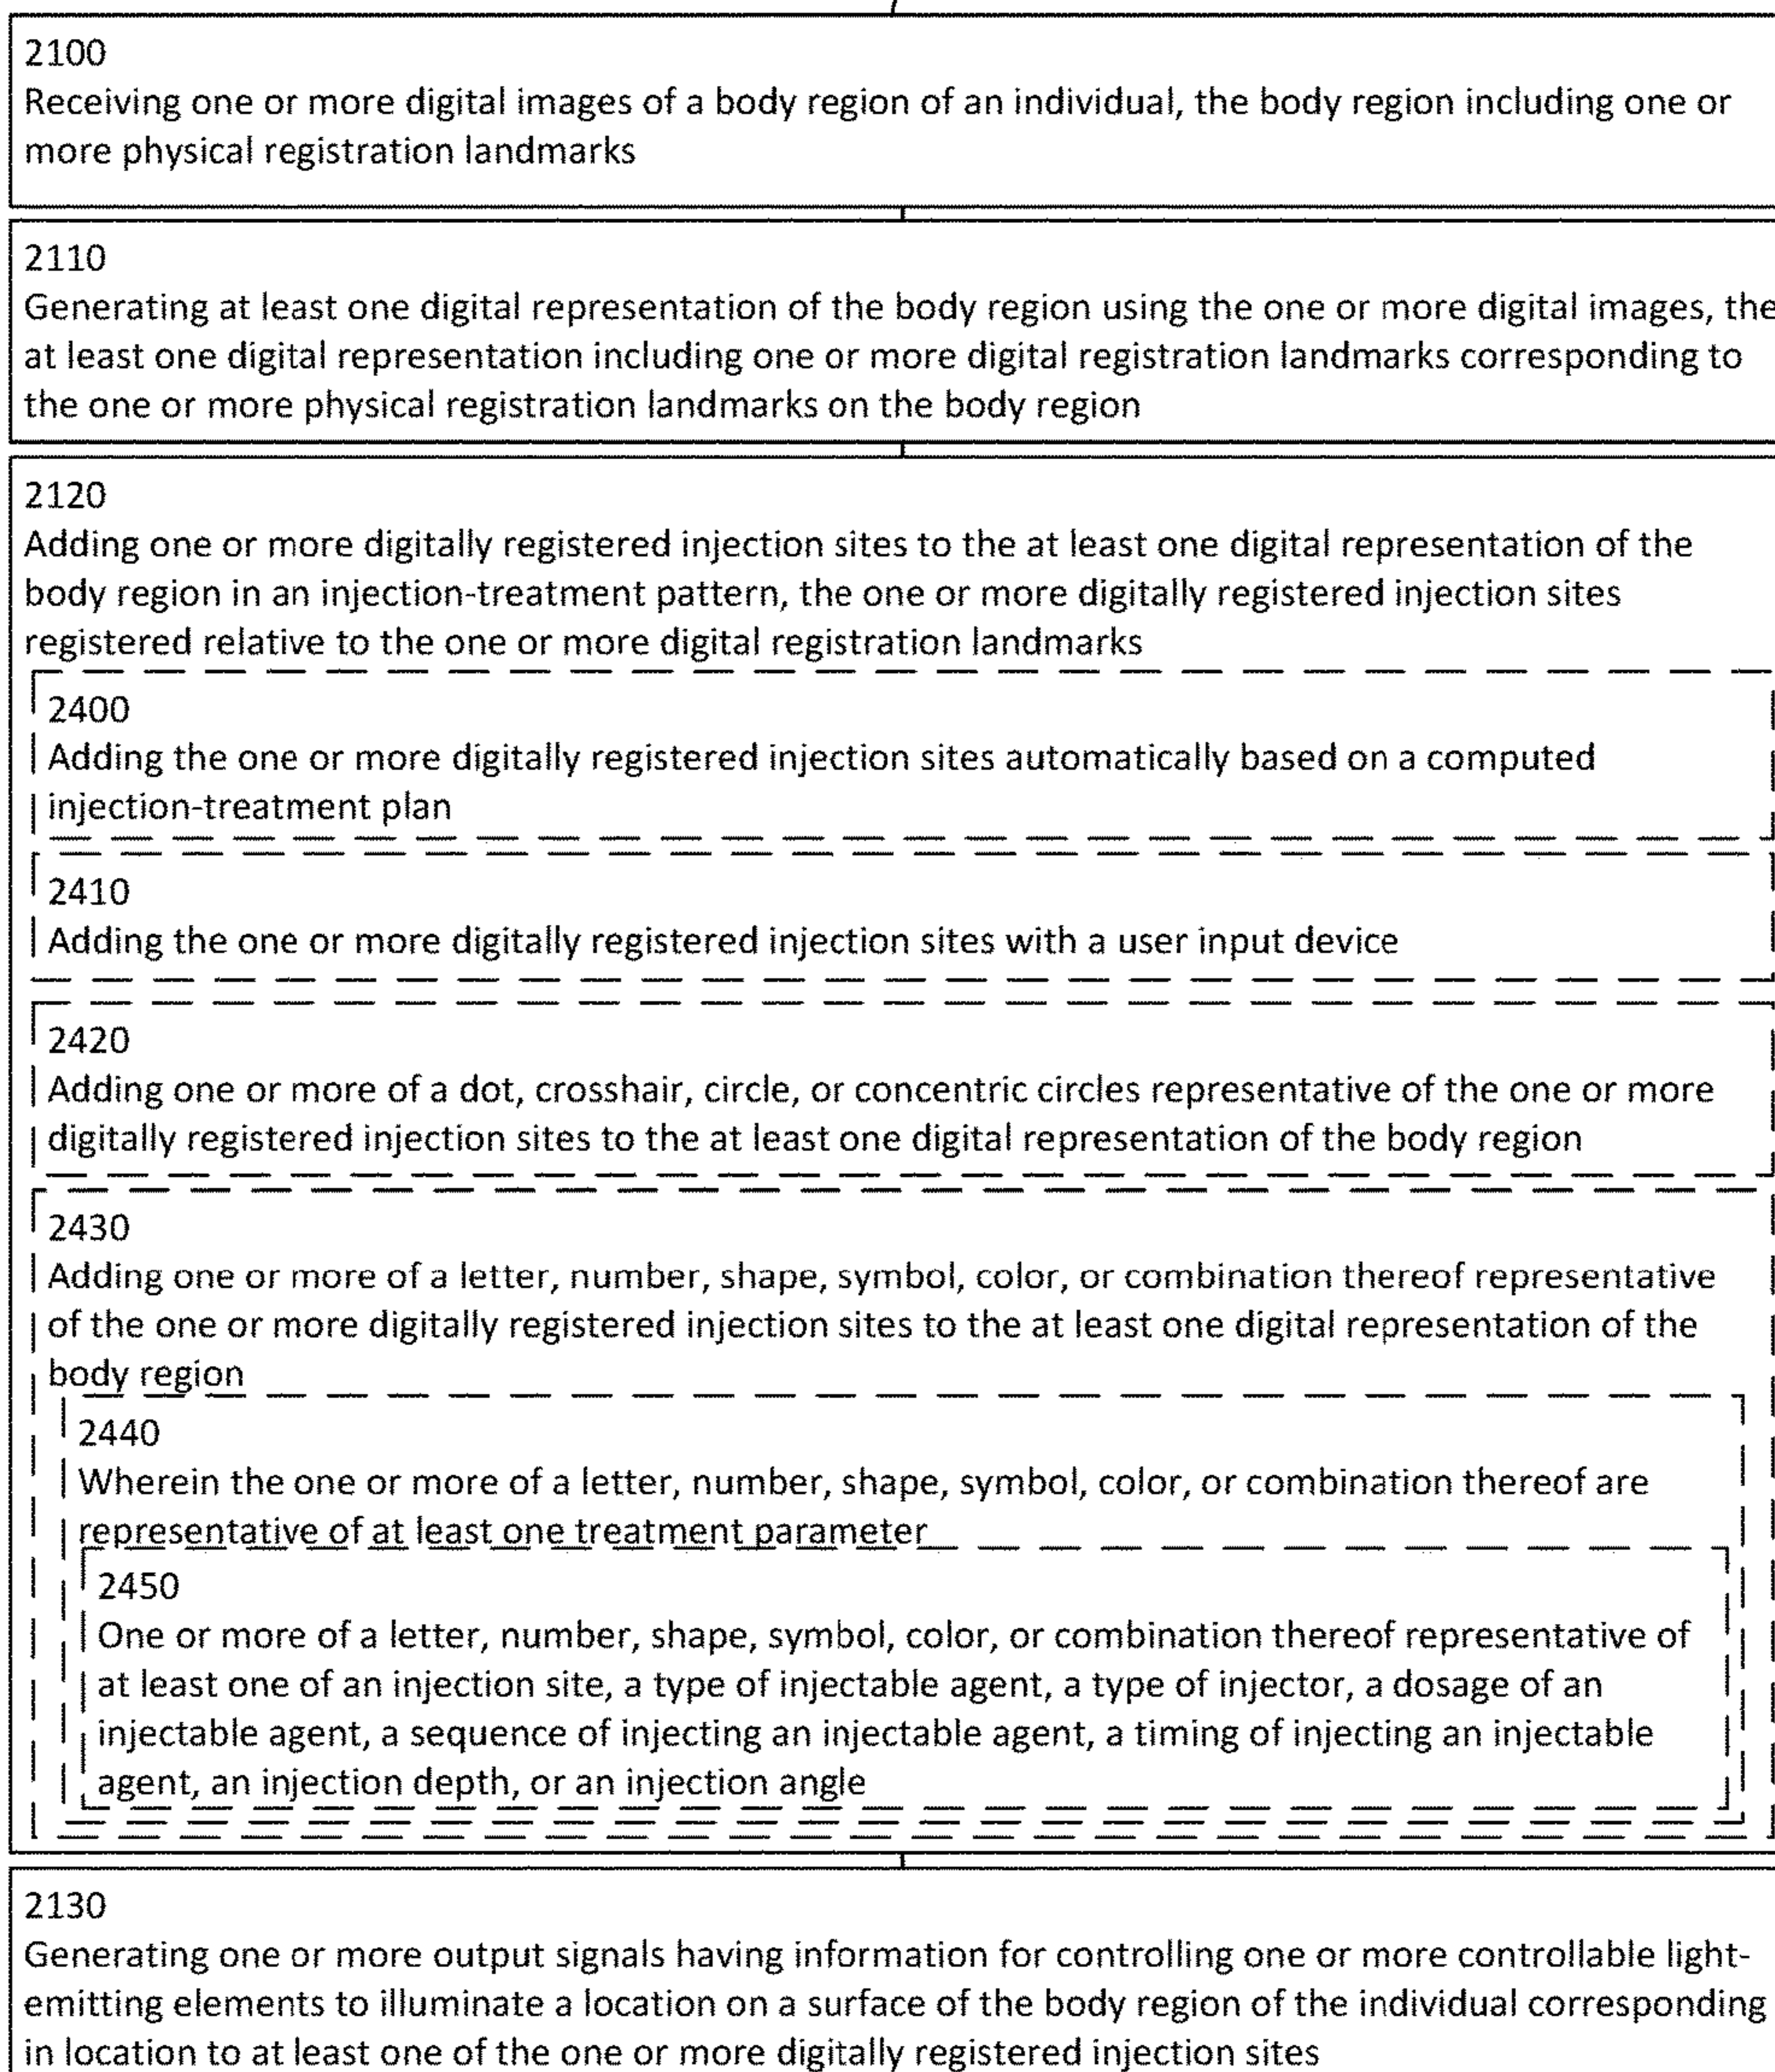 2100
Receiving one or more digital images of a body region of an individual, the body region including one or
more physical registration landmarks
2110
Generating at least one digital representation of the body region using the one or more digital images, the
at least one digital representation including one or more digital registration landmarks corresponding to
the one or more physical registration landmarks on the body region
2120
Adding one or more digitally registered injection sites to the at least one digital representation of the
body region in an injection-treatment pattern, the one or more digitally registered injection sites
registered relative to the one or more digital registration landmarks
2400
Adding the one or more digitally registered injection sites automatically based on a computed
injection-treatment plan
2410
Adding the one or more digitally registered injection sites with a user input device
2420
Adding one or more of a dot, crosshair, circle, or concentric circles representative of the one or more
digitally registered injection sites to the at least one digital representation of the body region
2430
Adding one or more of a letter, number, shape, symbol, color, or combination thereof representative
of the one or more digitally registered injection sites to the at least one digital representation of the
body region
2440
Wherein the one or more of a letter, number, shape, symbol, color, or combination thereof are
representative of at least one treatment parameter
2450
One or more of a letter, number, shape, symbol, color, or combination thereof representative of
at least one of an injection site, a type of injectable agent, a type of injector, a dosage of an
injectable agent, a sequence of injecting an injectable agent, a timing of injecting an injectable
agent, an injection depth, or an injection angle
2130
Generating one or more output signals having information for controlling one or more controllable light-
emitting elements to illuminate a location on a surface of the body region of the individual corresponding
in location to at least one of the one or more digitally registered injection sites